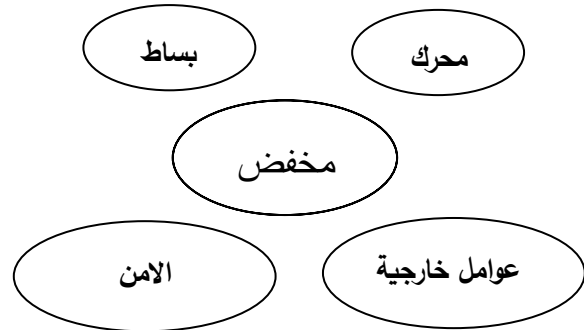 محرك
بساط
مخفض
عوامل خارجية
الامن